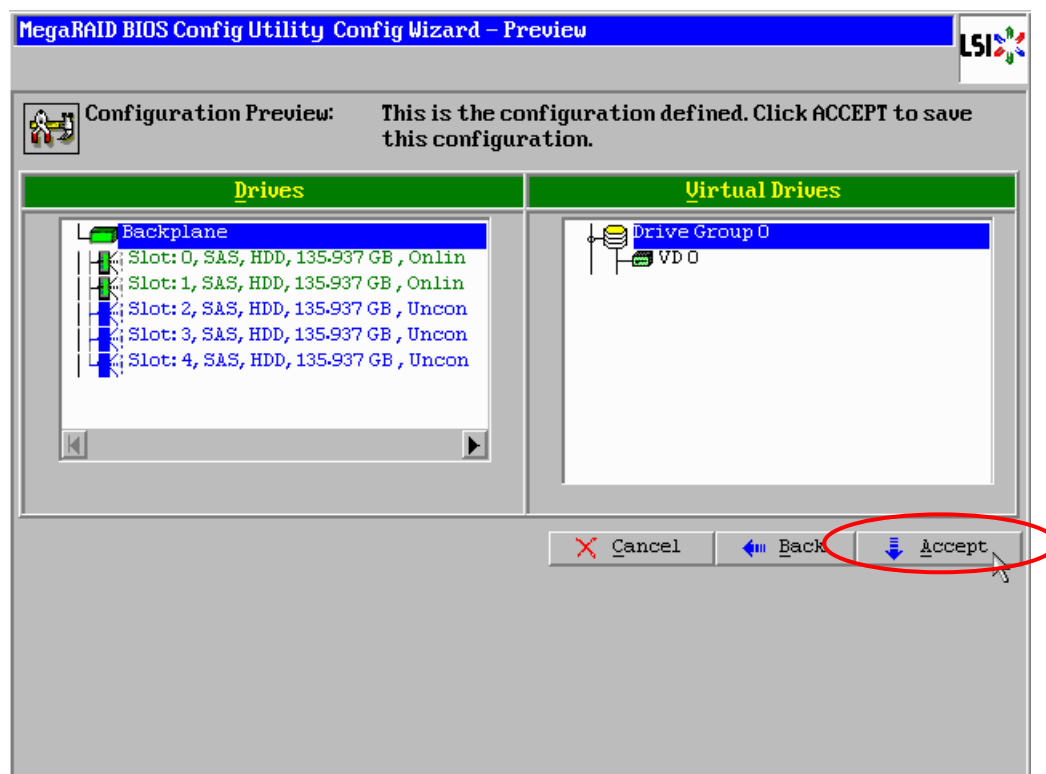 MegaRAID BIOS Config Utility Config Wizard – Preview
LSI
Configuration Preview:
This is the configuration defined. Click ACCEPT to save
this configuration.
Drives
Backplane
Slot: 0, SAS, HDD, 135.937 GB , Onlin
Slot: 1, SAS, HDD, 135.937 GB , Onlin
Slot: 2, SAS, HDD, 135.937 GB , Uncon
Slot: 3, SAS, HDD, 135.937 GB , Uncon
Slot: 4, SAS, HDD, 135.937 GB , Uncon
Virtual Drives
Drive Group 0
VD 0
Cancel
Back
Accept